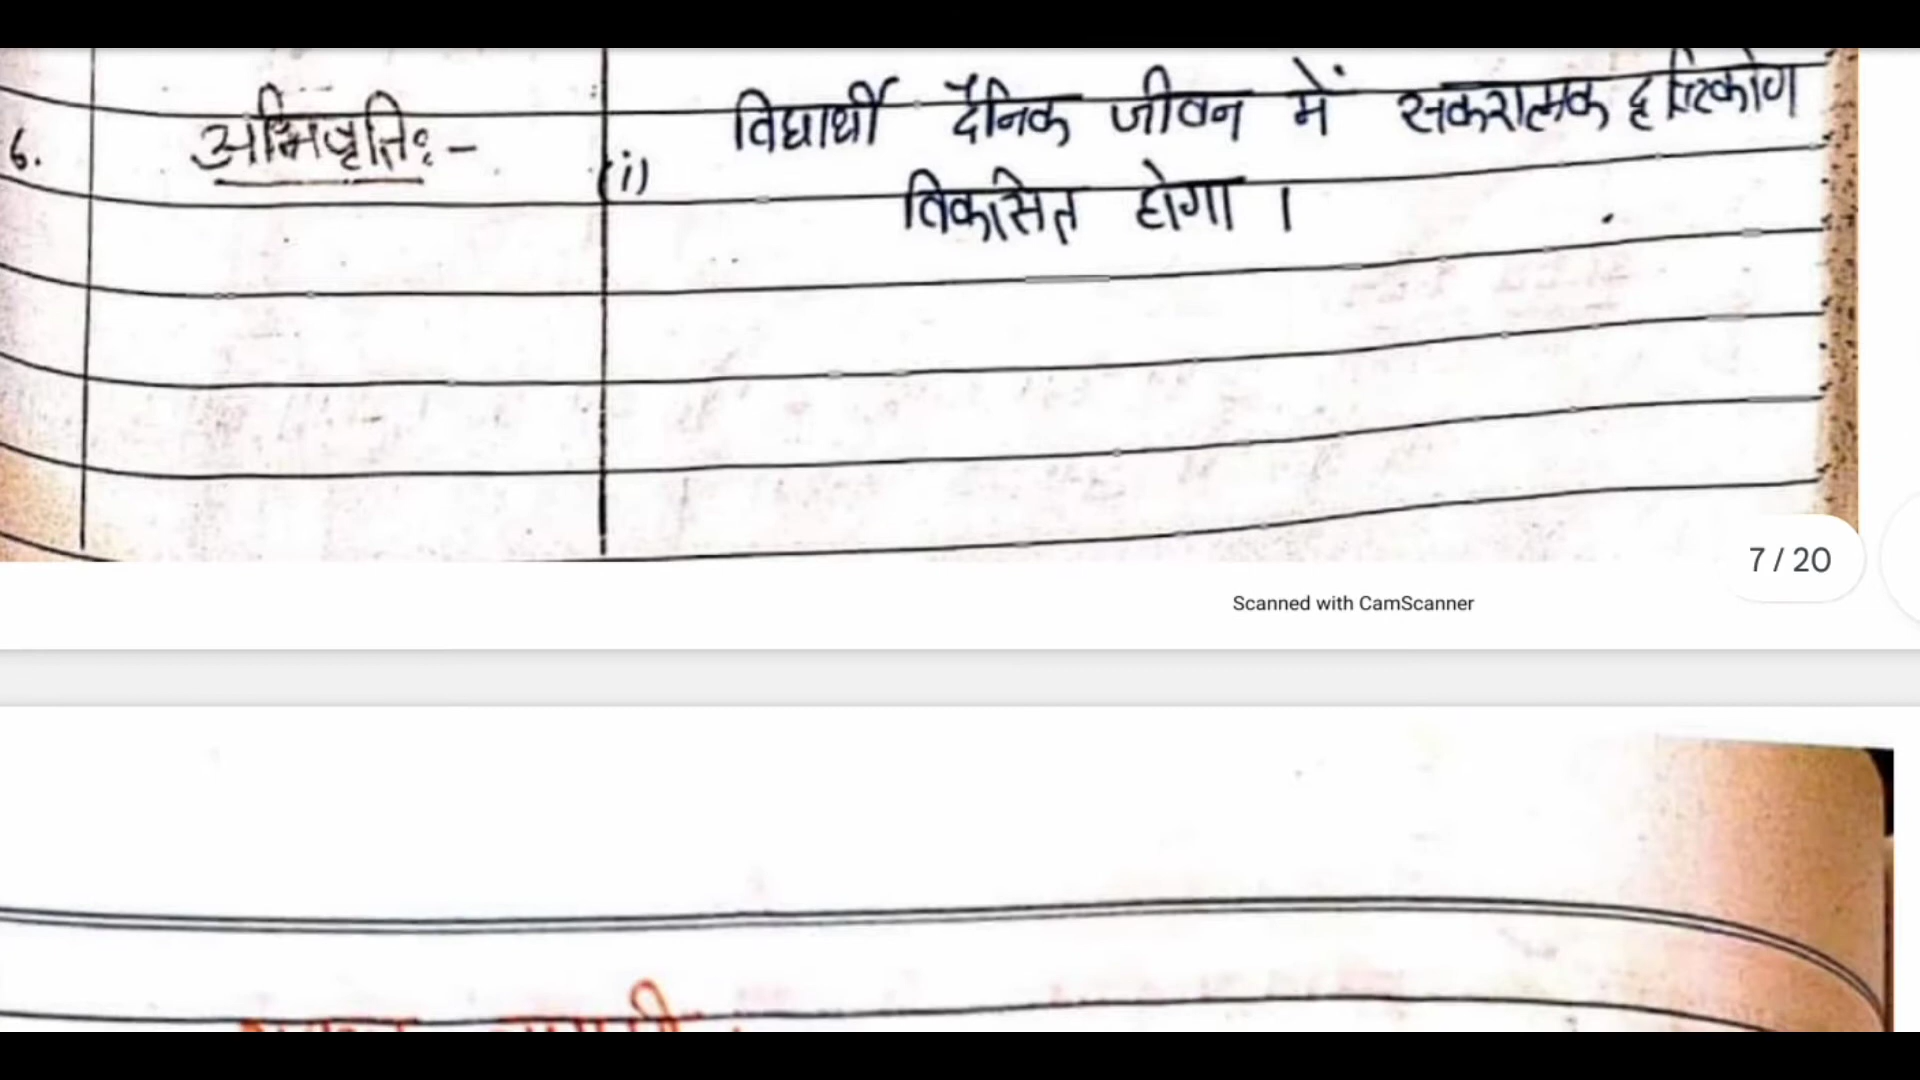 6. अभिवृतिः - (i) विद्यार्थी दैनिक जीवन में सकरात्मक दृष्टिकोण
विकसित होगा ।
7 / 20
Scanned with CamScanner